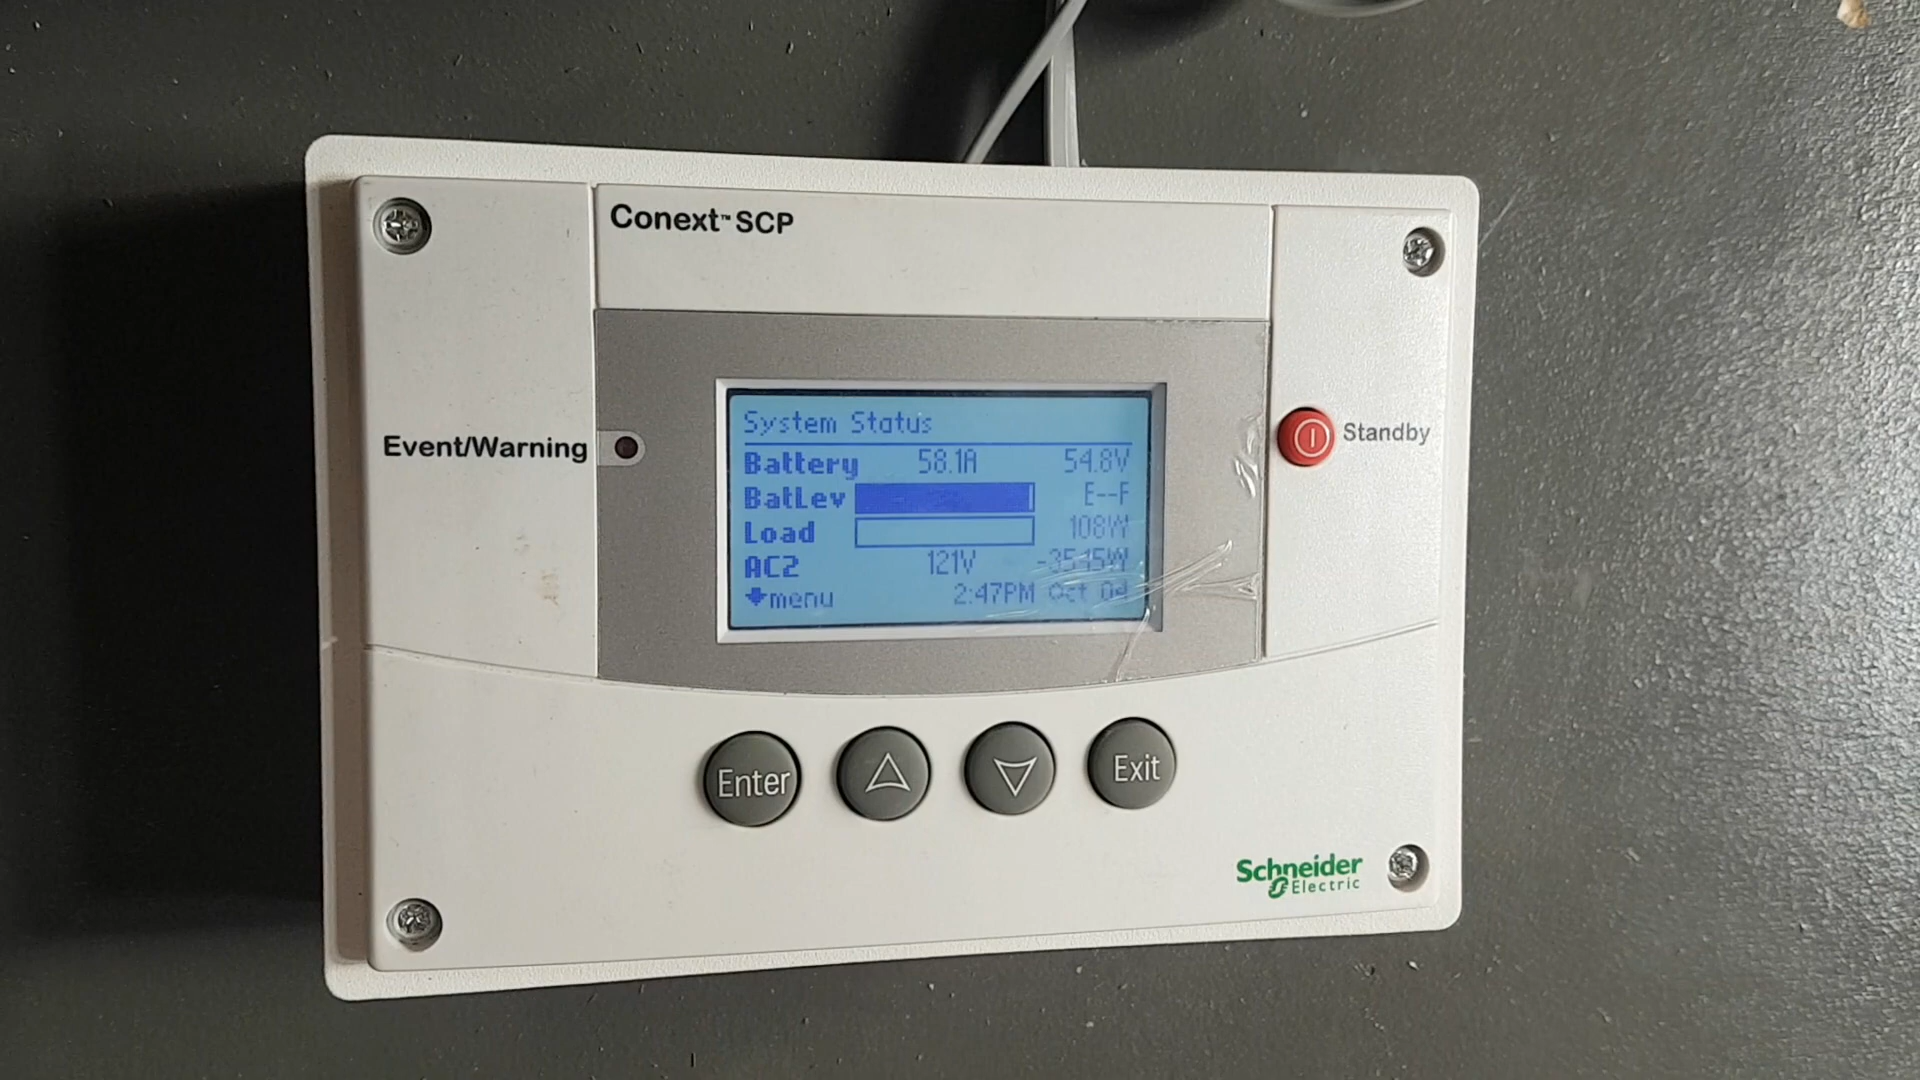 Conext™ SCP
Event/Warning
Standby
System Status
Battery 58.1A 54.8V
BatLev E--F
Load 108W
AC2 121V -3545W
menu 2:47PM Oct
Enter
Exit
Schneider
Electric